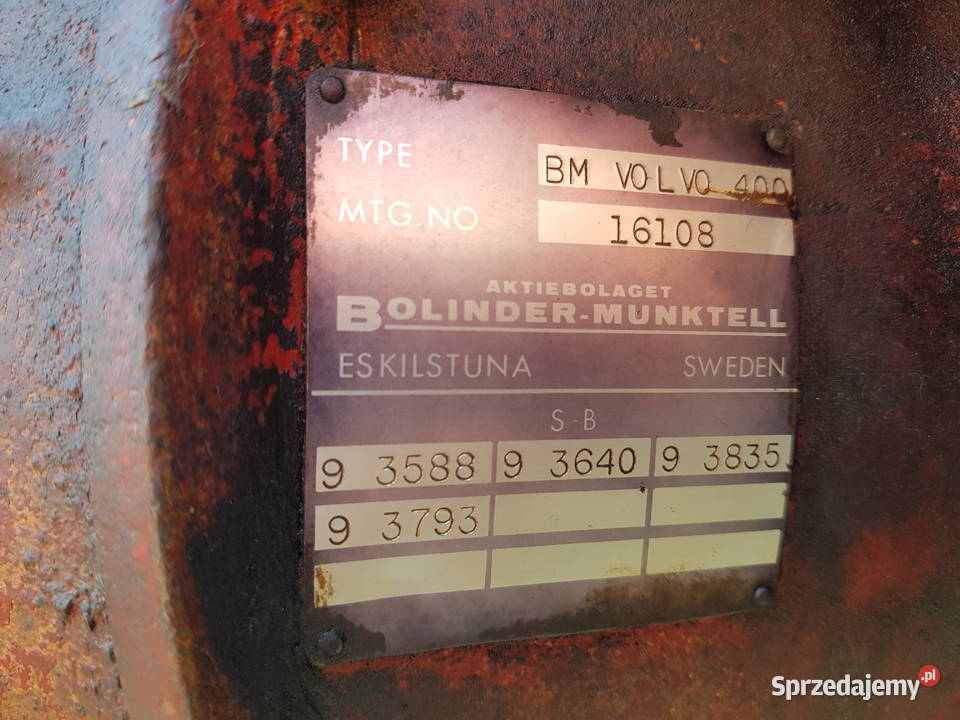 TYPE BM VOLVO 400
MTG.NO. 16108
AKTIEBOLAGET
BOLINDER-MUNKTELL
ESKILSTUNA SWEDEN
S-B
9 3588 9 3640 9 3835
9 3793
Sprzedajemy.pl